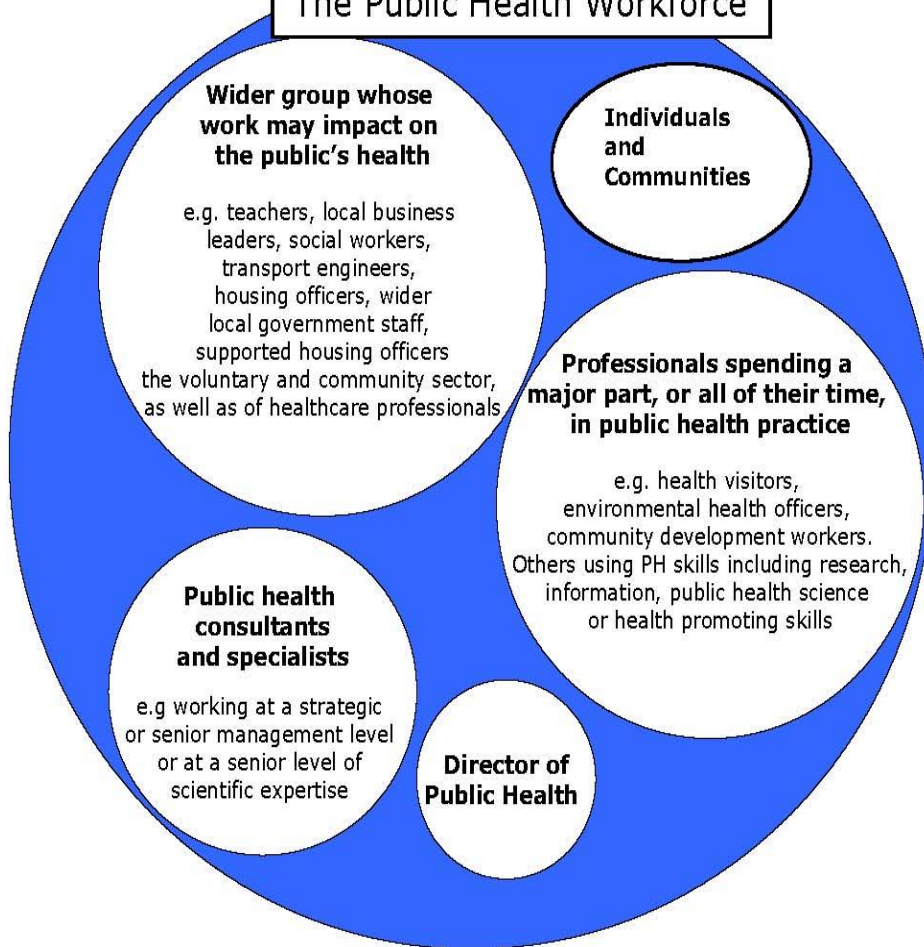 The Public Health Workforce
Wider group whose
work may impact on
the public's health
e.g. teachers, local business
leaders, social workers,
transport engineers,
housing officers, wider
local government staff,
supported housing officers
the voluntary and community sector,
as well as of healthcare professionals
Individuals
and
Communities
Professionals spending a
major part, or all of their time,
in public health practice
e.g. health visitors,
environmental health officers,
community development workers.
Others using PH skills including research,
information, public health science
or health promoting skills
Public health
consultants
and specialists
e.g working at a strategic
or senior management level
or at a senior level of
scientific expertise
Director of
Public Health